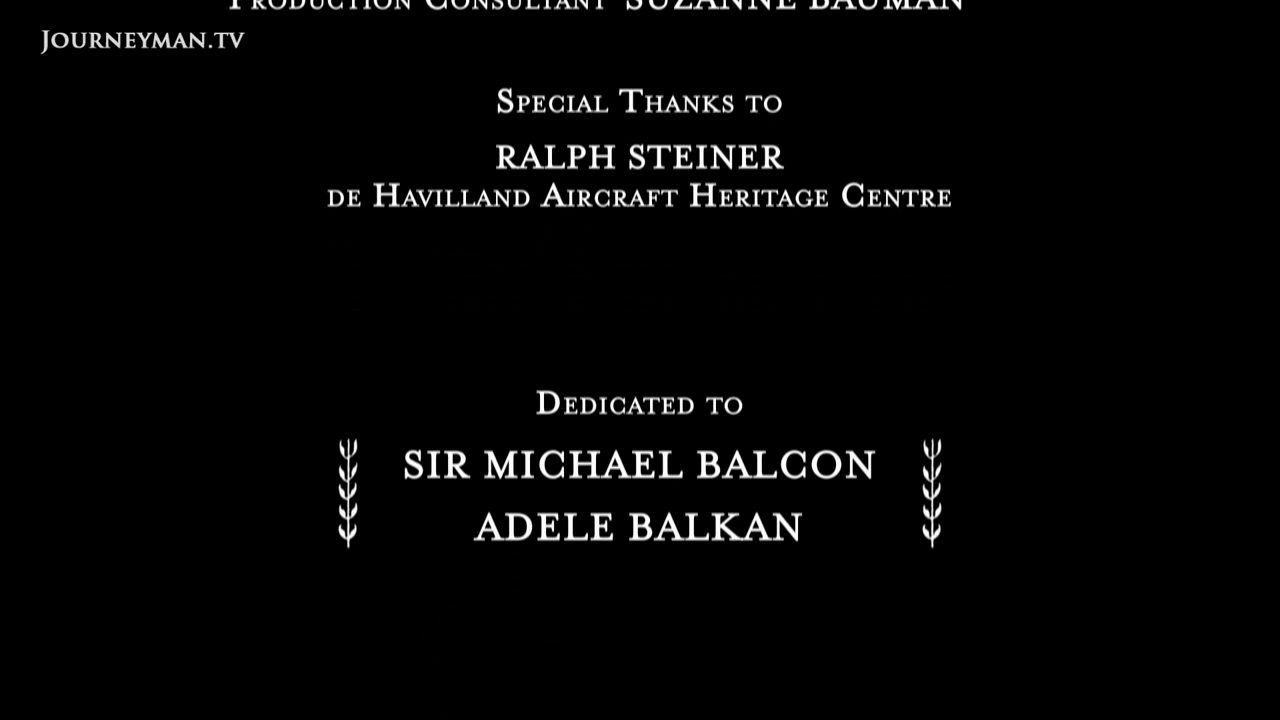 Production Consultant SUZANNE BAUMAN
JOURNEYMAN.TV
Special Thanks to
RALPH STEINER
de Havilland Aircraft Heritage Centre
Dedicated to
SIR MICHAEL BALCON
ADELE BALKAN